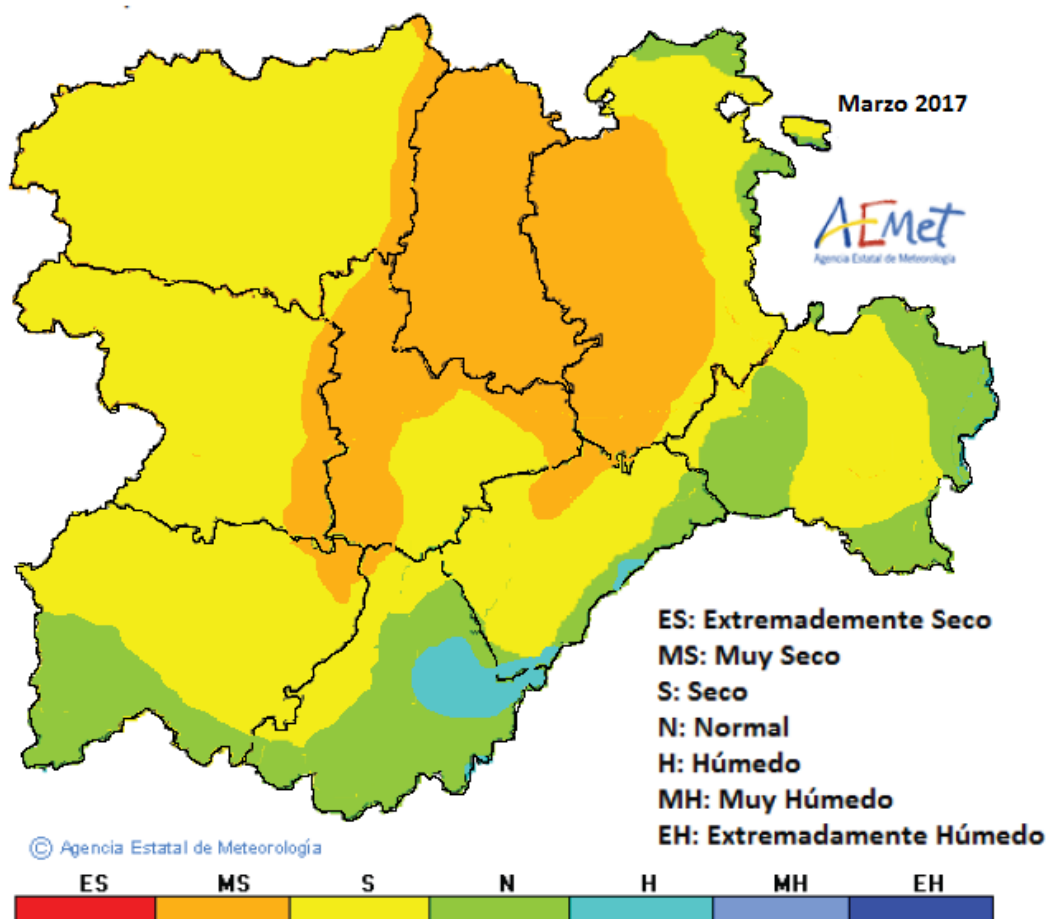 Marzo 2017
AEMet
Agencia Estatal de Meteorología
ES: Extremademente Seco
MS: Muy Seco
S: Seco
N: Normal
H: Húmedo
MH: Muy Húmedo
EH: Extremadamente Húmedo
© Agencia Estatal de Meteorología
ES MS S N H MH EH